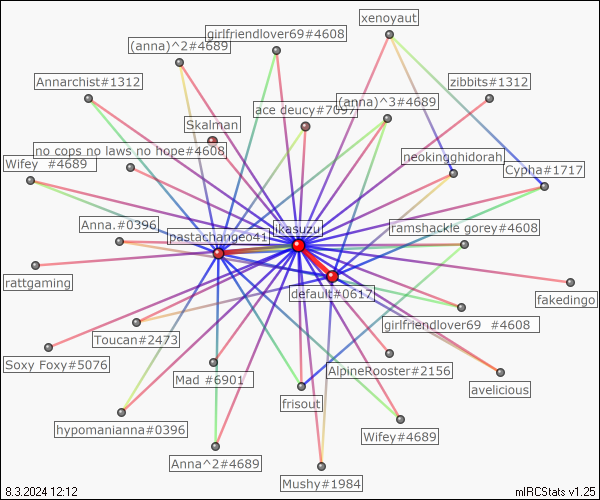 xenoyaut
girlfriendlover69#4608
(anna)^2#4689
Annarchist#1312
zibbits#1312
ace deucy#7097
(anna)^3#4689
Skalman
no cops no laws no hope#4608
neokingghidorah
Wifey #4689
Cypha#1717
Anna.#0396
ikasuzu
ramshackle gorey#4608
pastachange041
rattgaming
default#0617
fakedingo
girlfriendlover69 #4608
Toucan#2473
Soxy Foxy#5076
AlpineRooster#2156
Mad #6901
avelicious
frisout
hypomanianna#0396
Wifey#4689
Anna^2#4689
Mushy#1984
8.3.2024 12:12
mIRCStats v1.25